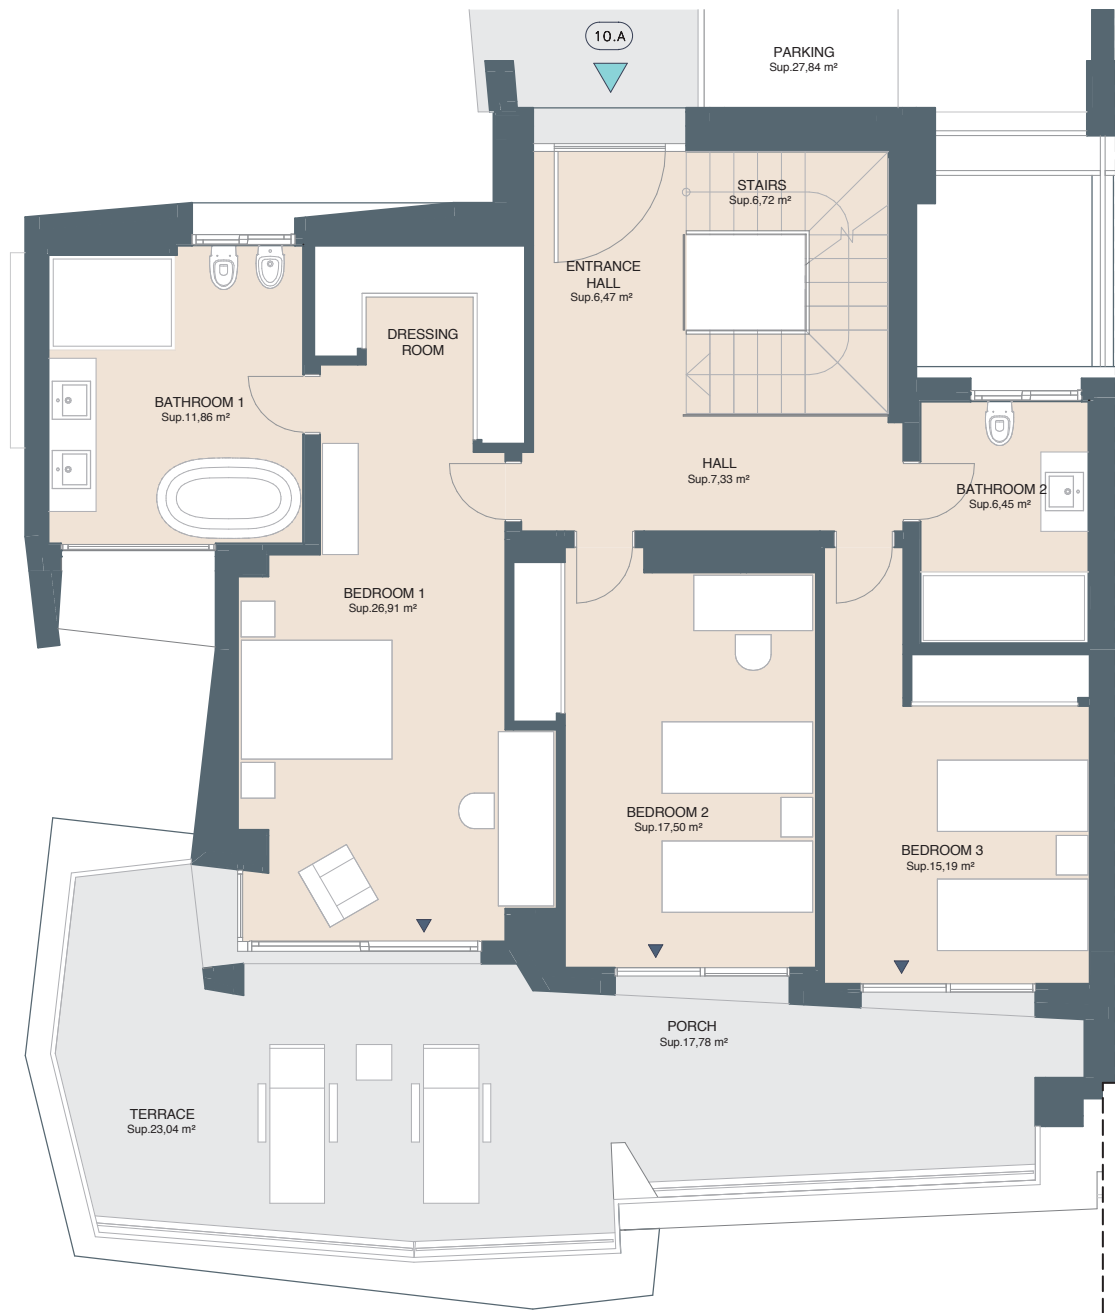 10.A
PARKING
Sup.27,84 m²
STAIRS
Sup.6,72 m²
ENTRANCE
HALL
Sup.6,47 m²
DRESSING
ROOM
BATHROOM 1
Sup.11,86 m²
HALL
Sup.7,33 m²
BATHROOM 2
Sup.6,45 m²
BEDROOM 1
Sup.26,91 m²
BEDROOM 2
Sup.17,50 m²
BEDROOM 3
Sup.15,19 m²
PORCH
Sup.17,78 m²
TERRACE
Sup.23,04 m²